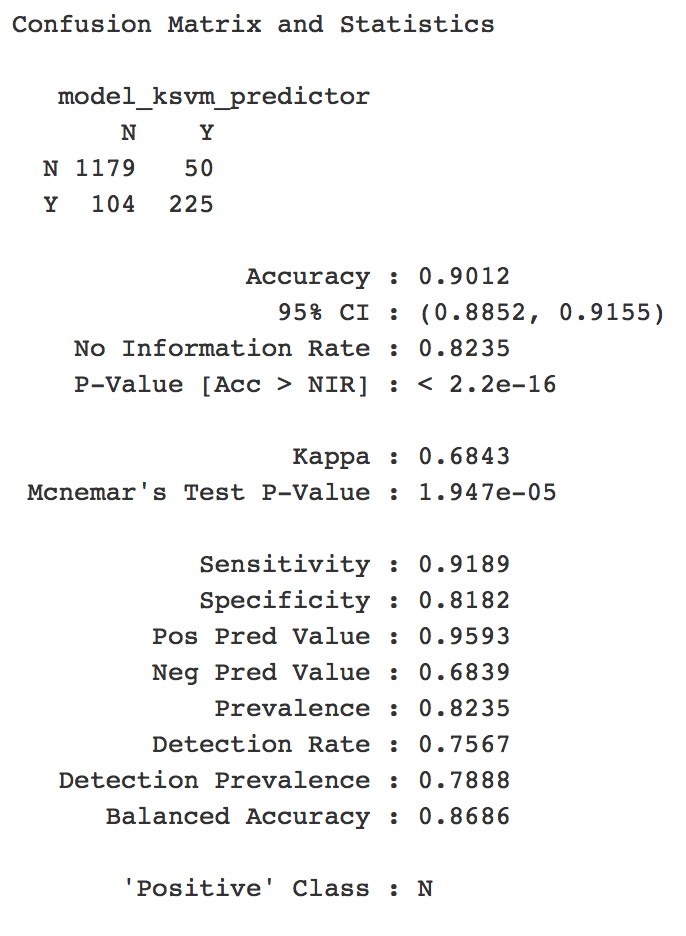 Confusion Matrix and Statistics
model_ksvm_predictor
N Y
N 1179 50
Y 104 225
Accuracy : 0.9012
95% CI : (0.8852, 0.9155)
No Information Rate : 0.8235
P-Value [Acc > NIR] : < 2.2e-16
Kappa : 0.6843
Mcnemar's Test P-Value : 1.947e-05
Sensitivity : 0.9189
Specificity : 0.8182
Pos Pred Value : 0.9593
Neg Pred Value : 0.6839
Prevalence : 0.8235
Detection Rate : 0.7567
Detection Prevalence : 0.7888
Balanced Accuracy : 0.8686
'Positive' Class : N